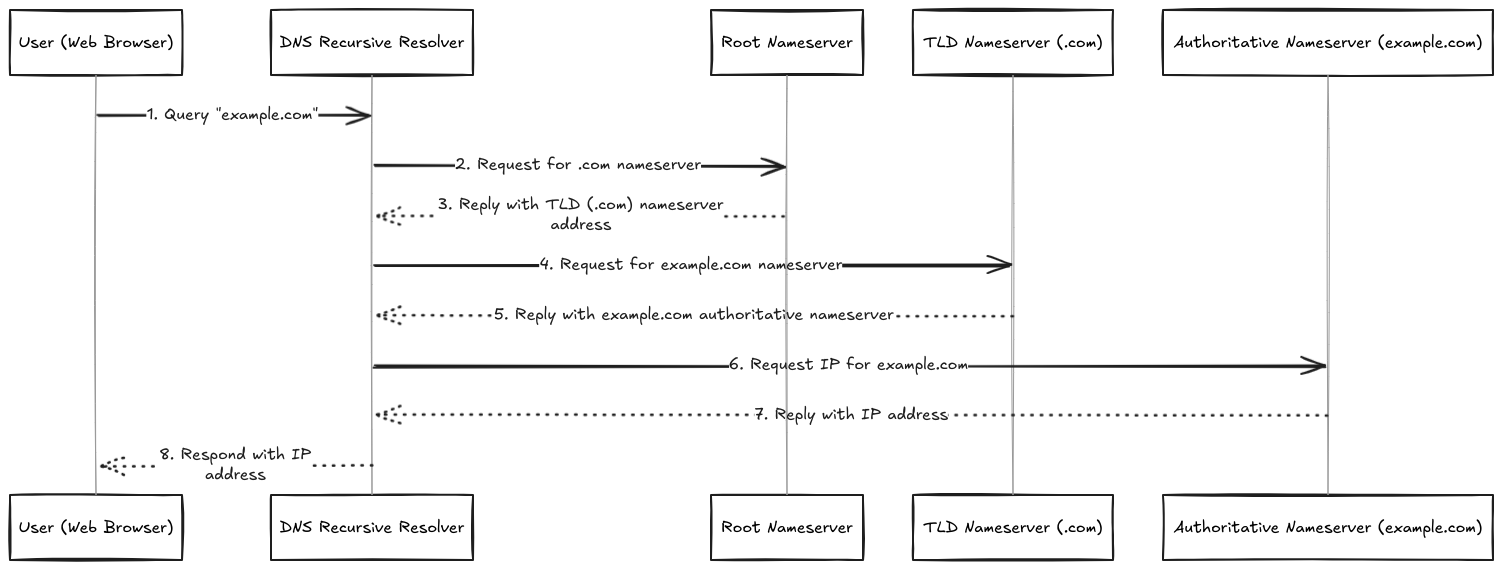 User (Web Browser)
DNS Recursive Resolver
Root Nameserver
TLD Nameserver (.com)
Authoritative Nameserver (example.com)
1. Query "example.com"
2. Request for .com nameserver
3. Reply with TLD (.com) nameserver
address
4. Request for example.com nameserver
5. Reply with example.com authoritative nameserver
6. Request IP for example.com
7. Reply with IP address
8. Respond with IP
address
User (Web Browser)
DNS Recursive Resolver
Root Nameserver
TLD Nameserver (.com)
Authoritative Nameserver (example.com)